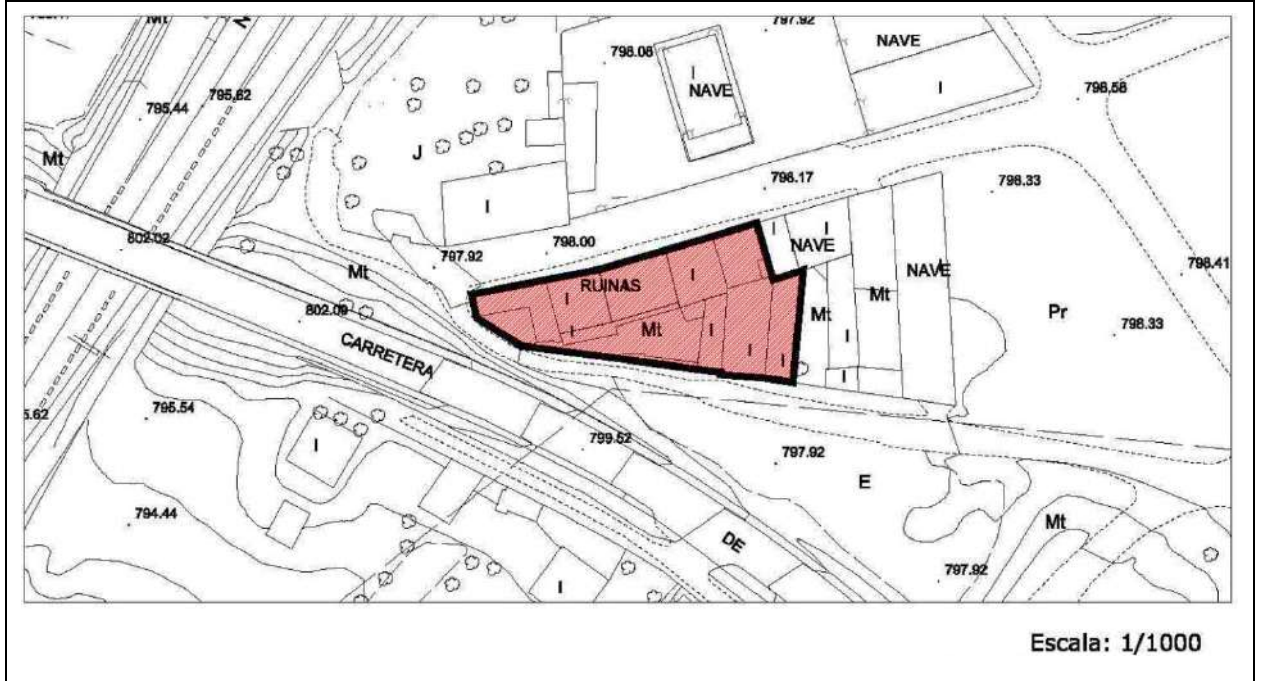 Mt
797.92
NAVE
798.06
I
NAVE
I
795.62
795.44
798.58
Mt
J
798.17
798.33
I
I
I
802.02
798.00
NAVE
797.92
798.41
Mt
NAVE
I
RUINAS
I
Mt
I
802.09
Mt
Mt
I
I
Pr
798.33
CARRETERA
I
I
I
I
795.54
799.52
I
797.92
E
794.44
Mt
DE
797.92
I
Escala: 1/1000